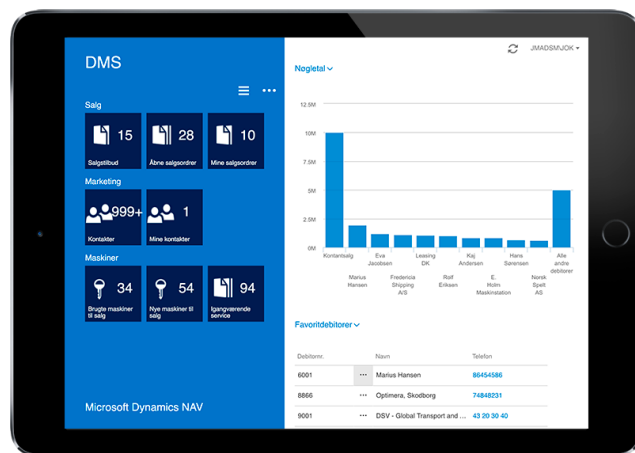 DMS
Salg
15
28
10
Salgstilbud
Åbne salgsordrer
Mine salgsordrer
Marketing
999+
1
Kontakter
Mine kontakter
Maskiner
34
54
94
Brugte maskiner til salg
Nye maskiner til salg
Igangværende service
Microsoft Dynamics NAV
JMADSM\JOK
Nøgletal
12.5M
10M
7.5M
5M
2.5M
0M
Kontantsalg
Marius Hansen
Eva Jacobsen
Fredericia Shipping A/S
Leasing DK
Rolf Eriksen
Kaj Andersen
E. Holm Maskinstation
Hans Sørensen
Norsk Spelt AS
Alle andre debitorer
Favoritdebitorer
Debitornr. Navn Telefon
6001 ··· Marius Hansen 86454586
8866 ··· Optimera, Skodborg 74848231
9001 ··· DSV - Global Transport and ... 43 20 30 40